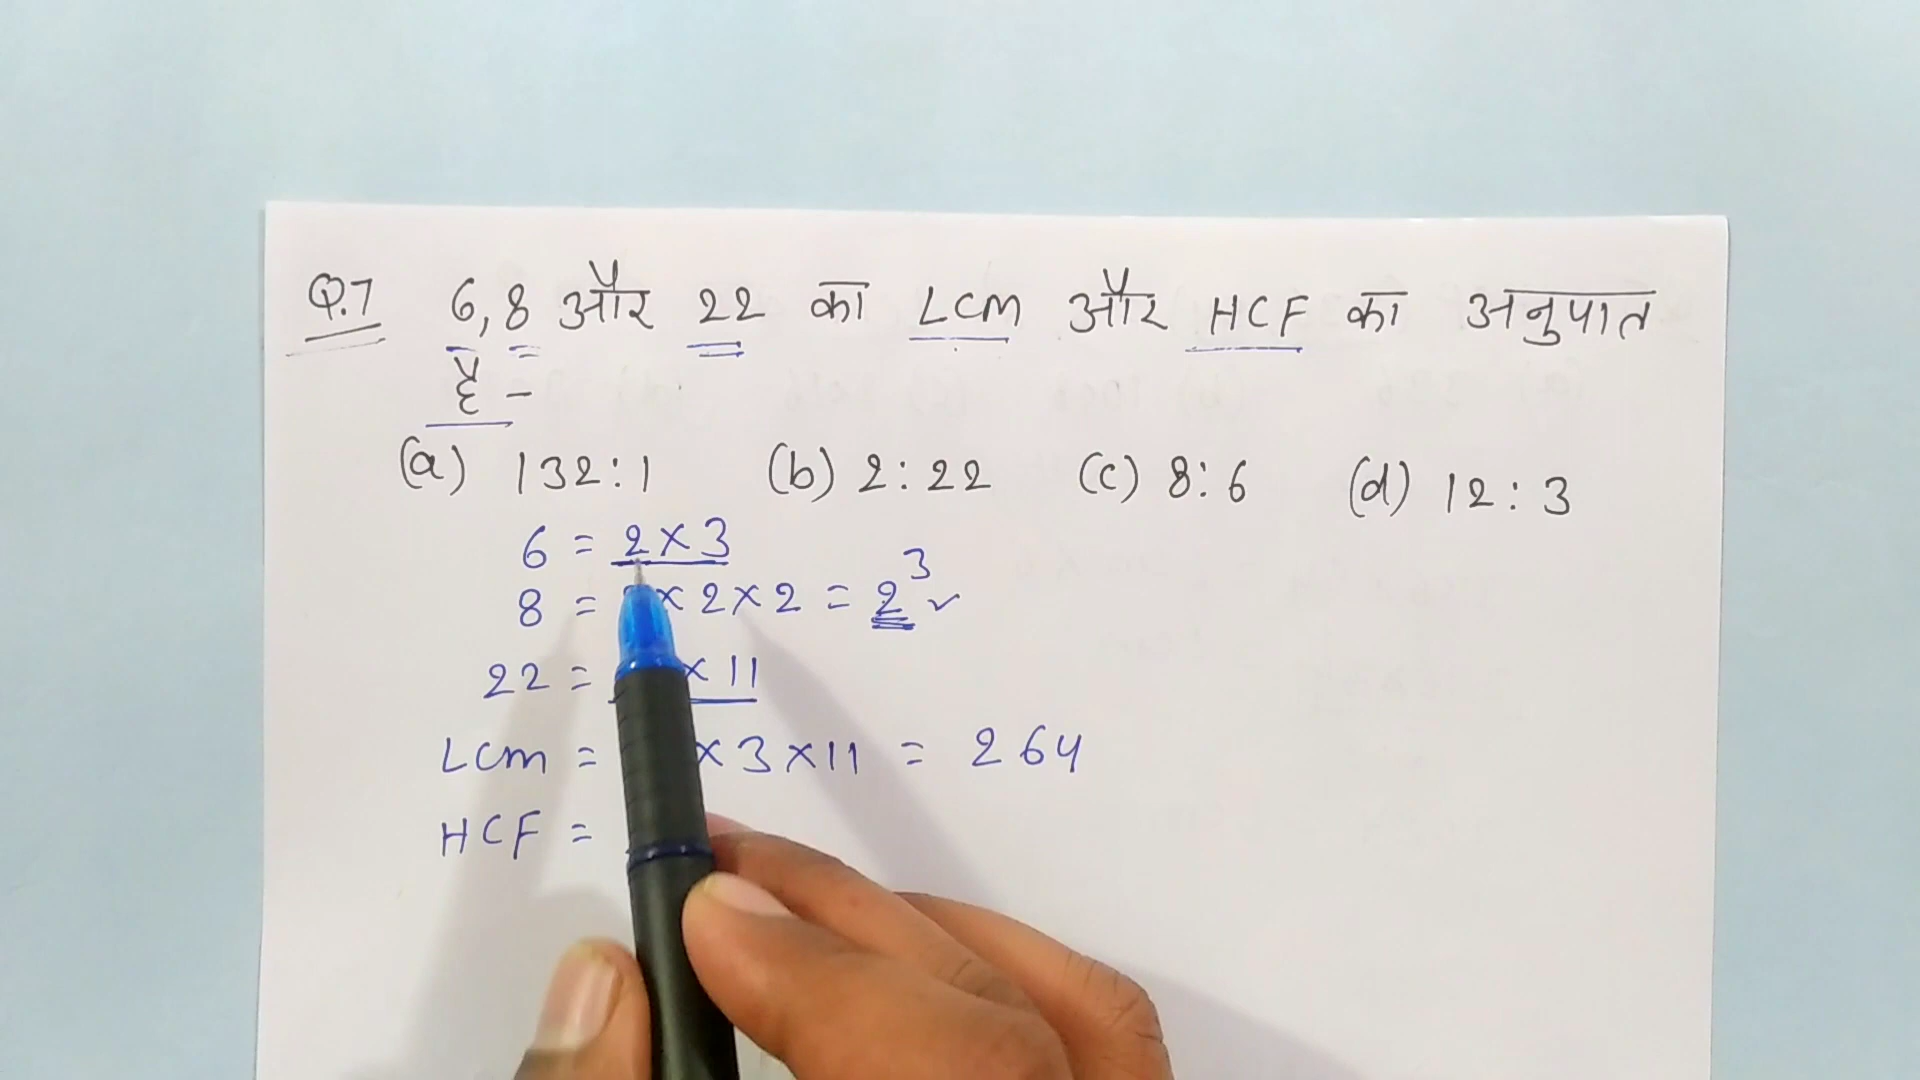 Q.7 6, 8 और 22 का LCM और HCF का अनुपात
है -
(a) 132:1 (b) 2:22 (c) 8:6 (d) 12:3
6 = 2×3
8 = ×2×2 = 2³ ✓
22 = ×11
LCM = ×3×11 = 264
HCF =